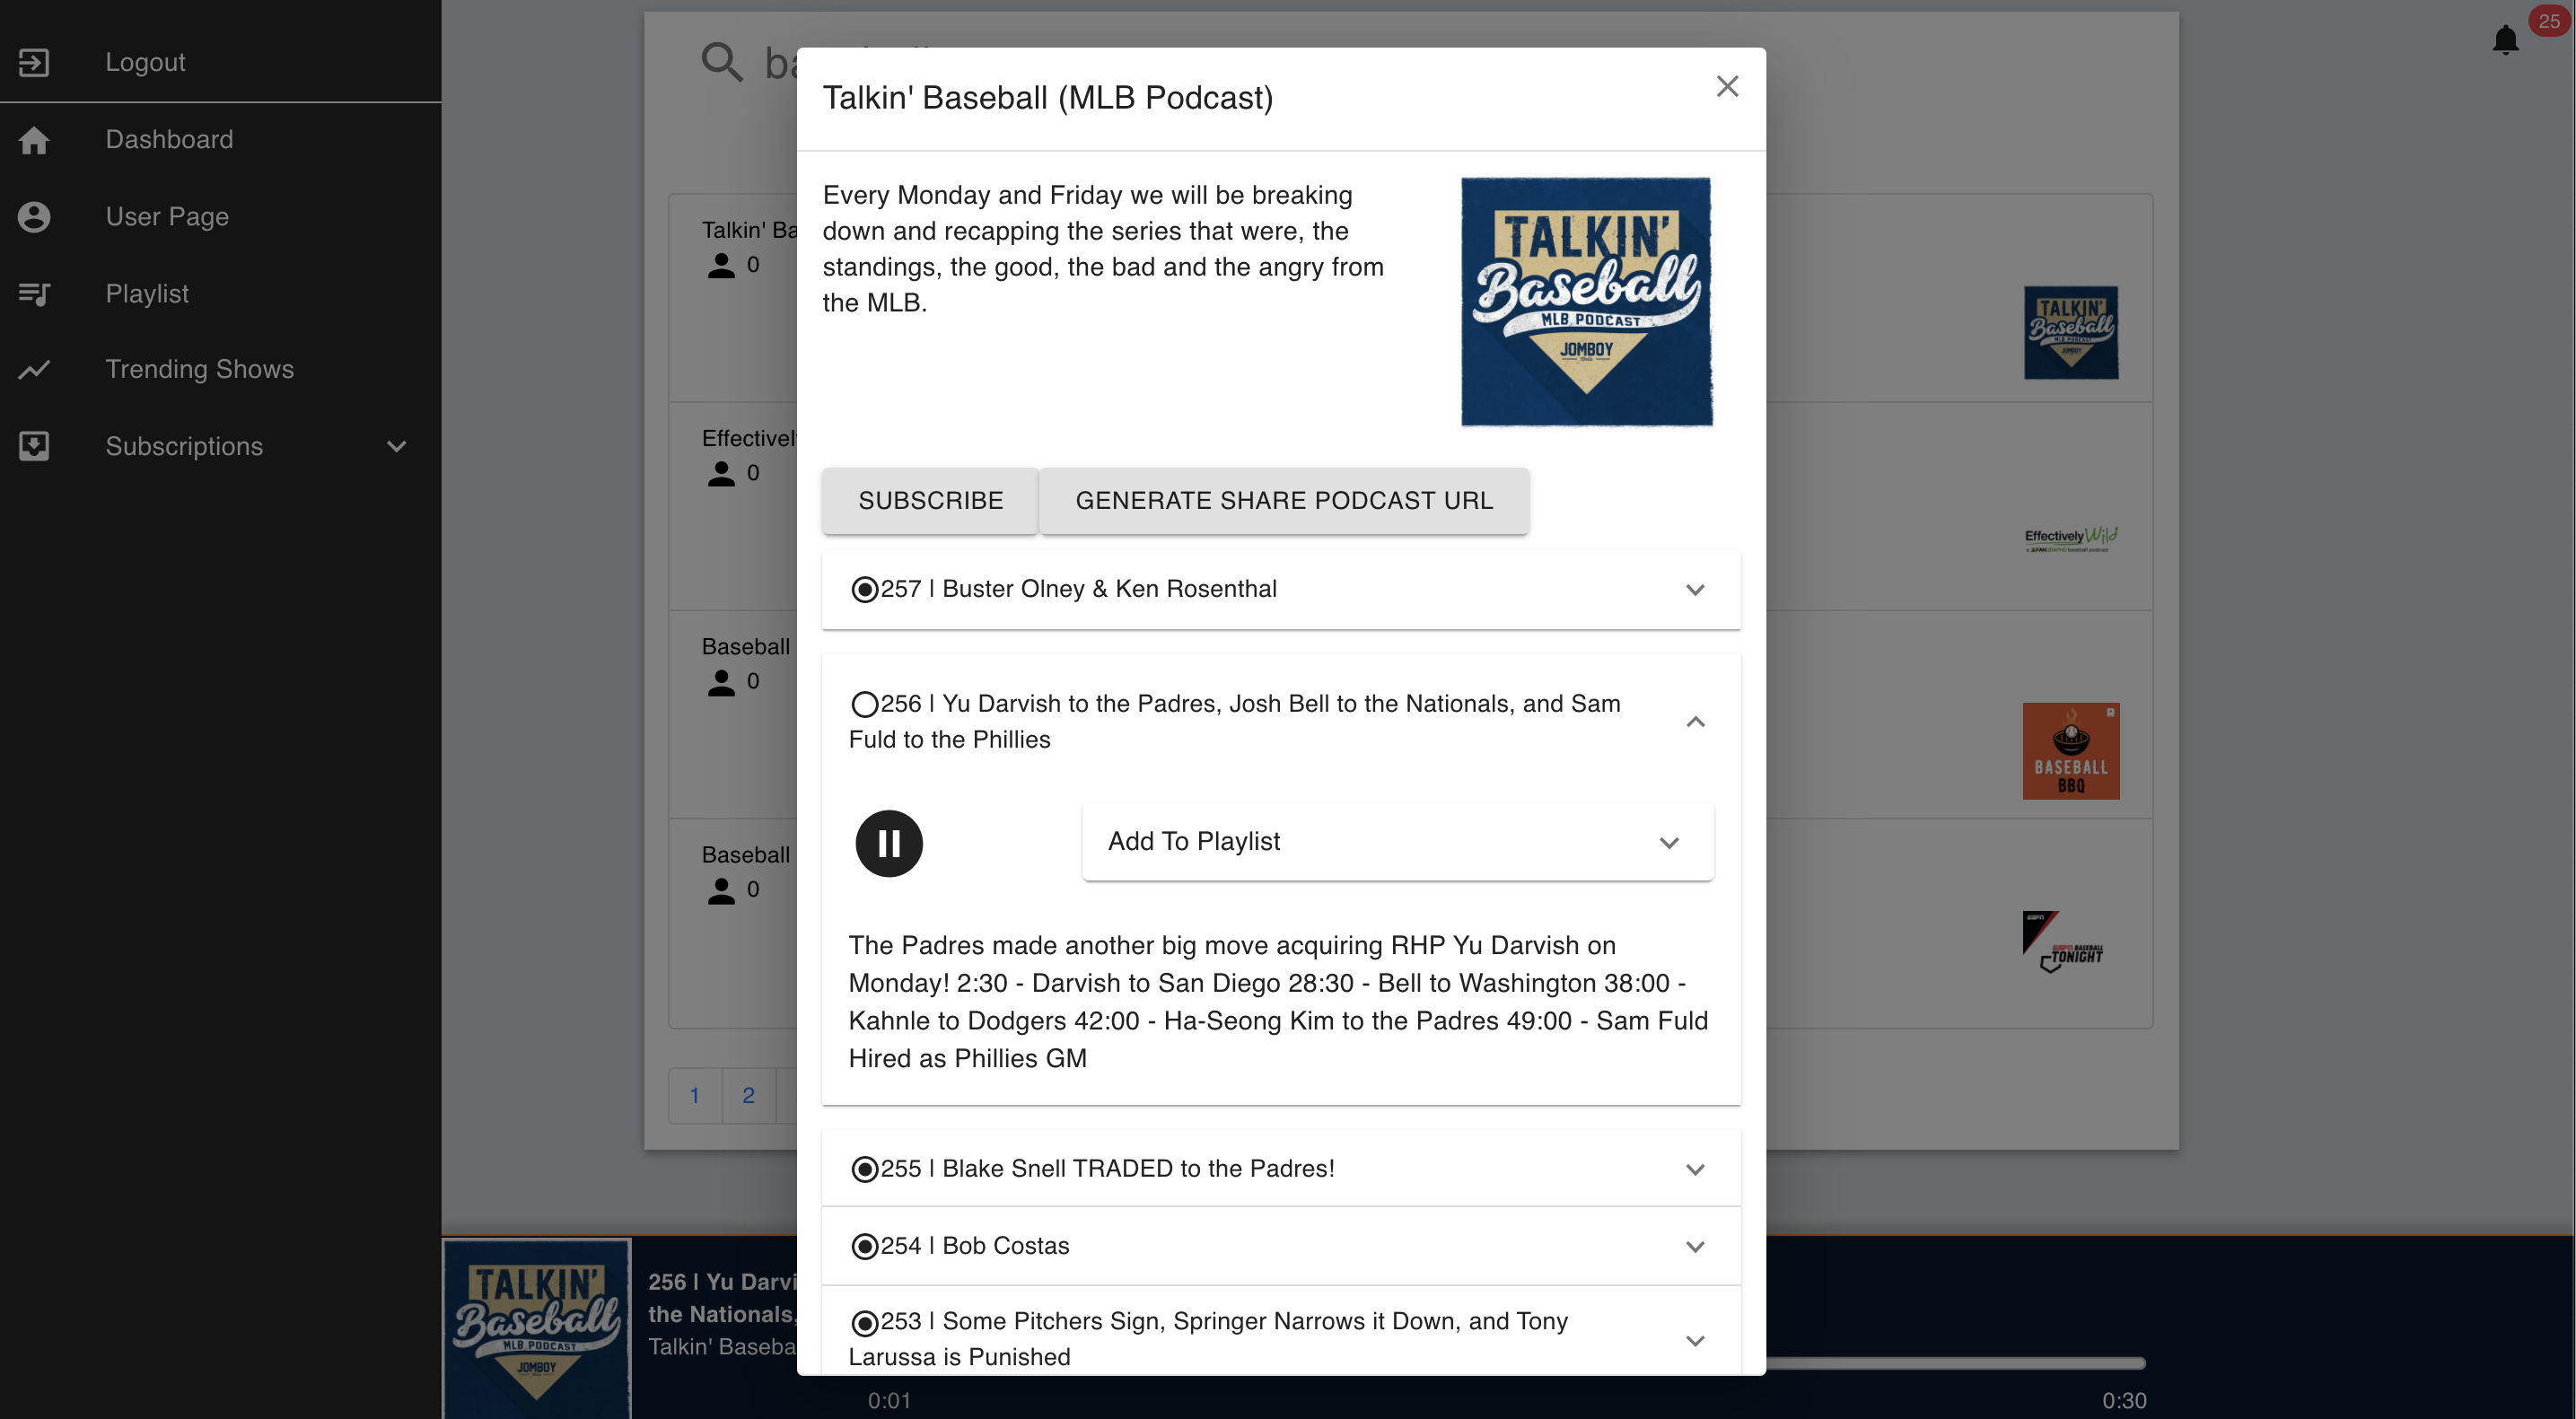 Logout
Dashboard
User Page
Playlist
Trending Shows
Subscriptions
25
Talkin' Ba
0
Effectivel
0
Baseball
0
Baseball
0
1
2
Talkin' Baseball (MLB Podcast)
Every Monday and Friday we will be breaking
down and recapping the series that were, the
standings, the good, the bad and the angry from
the MLB.
TALKIN'
Baseball
MLB PODCAST
JOMBOY
SUBSCRIBE
GENERATE SHARE PODCAST URL
257 | Buster Olney & Ken Rosenthal
256 | Yu Darvish to the Padres, Josh Bell to the Nationals, and Sam
Fuld to the Phillies
Add To Playlist
The Padres made another big move acquiring RHP Yu Darvish on
Monday! 2:30 - Darvish to San Diego 28:30 - Bell to Washington 38:00 -
Kahnle to Dodgers 42:00 - Ha-Seong Kim to the Padres 49:00 - Sam Fuld
Hired as Phillies GM
255 | Blake Snell TRADED to the Padres!
254 | Bob Costas
253 | Some Pitchers Sign, Springer Narrows it Down, and Tony
Larussa is Punished
TALKIN'
Baseball
MLB PODCAST
JOMBOY
Effectively Wild
a FANGRAPHS baseball podcast
BASEBALL
BBQ
ESPN
ESPN BASEBALL
TONIGHT
TALKIN'
Baseball
MLB PODCAST
JOMBOY
256 | Yu Darvi
the Nationals,
Talkin' Baseba
0:01
0:30